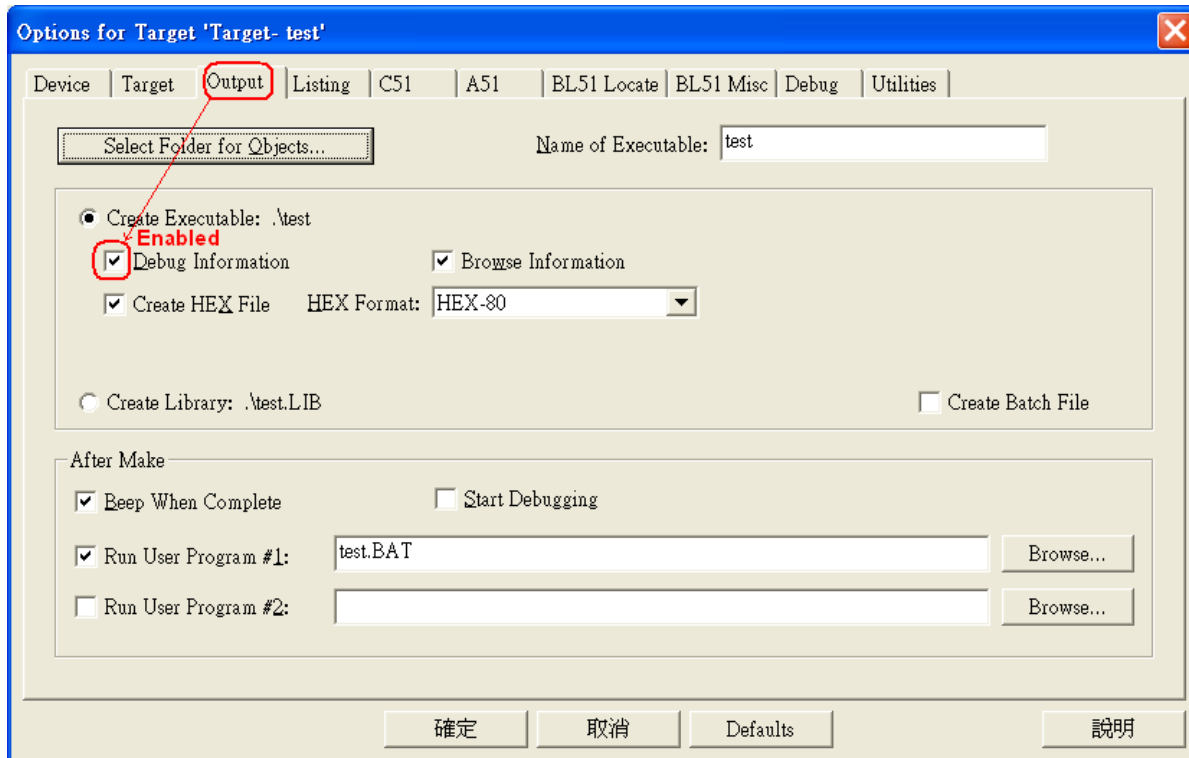 Options for Target 'Target- test'
Device Target Output Listing C51 A51 BL51 Locate BL51 Misc Debug Utilities
Select Folder for Objects... Name of Executable: test
Create Executable: .\test
Enabled
Debug Information Browse Information
Create HEX File HEX Format: HEX-80
Create Library: .\test.LIB Create Batch File
After Make
Beep When Complete Start Debugging
Run User Program #1: test.BAT Browse...
Run User Program #2: Browse...
確定 取消 Defaults 說明